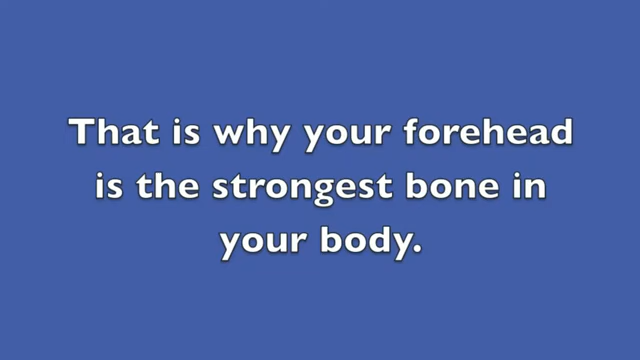 That is why your forehead
is the strongest bone in
your body.